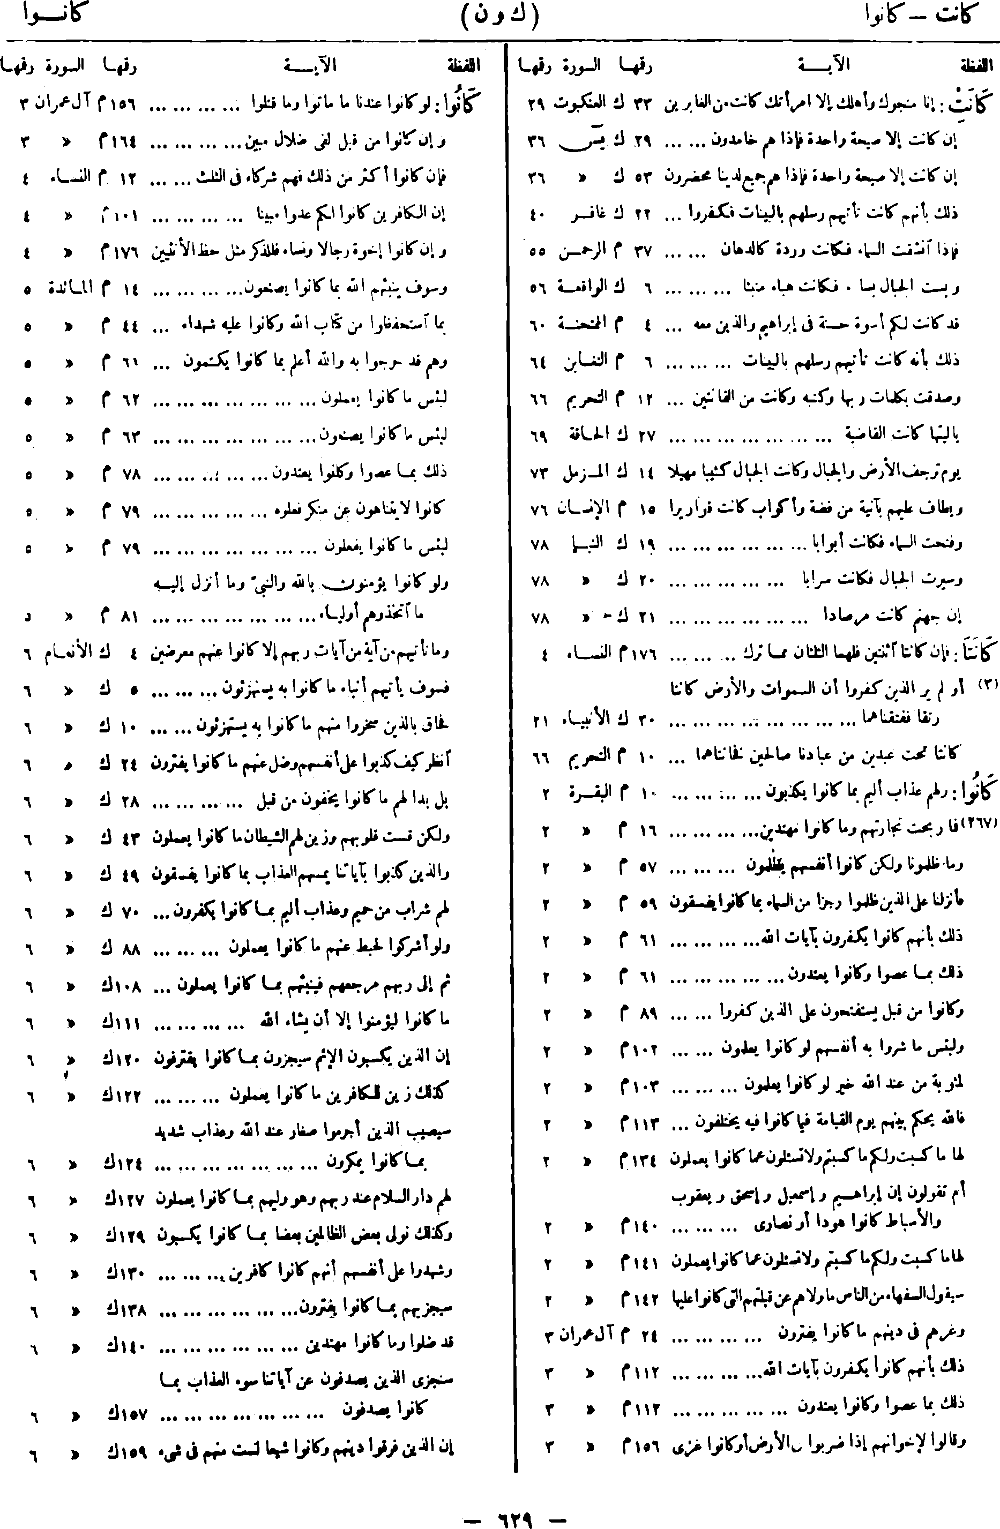 كانت – كانوا
(ك و ن)
كانــوا
اللفظة الآيــة رقمها السورة رقمها
كَانَتْ : إنا منجوك وأهلك إلا امرأتك كانت من الغابرين ٣٣ ك العنكبوت ٢٩
إن كانت إلا صيحة واحدة فإذا هم خامدون ... ... ٢٩ ك يس ٣٦
إن كانت إلا صيحة واحدة فإذا هم جميع لدينا محضرون ٥٣ ك « ٣٦
ذلك بأنهم كانت تأتيهم رسلهم بالبينات فكفروا ... ٢٢ ك غافر ٤٠
فإذا آنشقت السماء فكانت وردة كالدهان ... ... ٣٧ م الرحمن ٥٥
وبست الجبال بسا ، فكانت هباء منبثا ... ... ... ٦ ك الواقعة ٥٦
قد كانت لكم أسوة حسنة فى إبراهيم والذين معه ... ٤ م الممتحنة ٦٠
ذلك بأنه كانت تأتيهم رسلهم بالبينات ... ... ... ٦ م التغابن ٦٤
وصدقت بكلمات ربها وكتبه وكانت من القانتين ... ١٢ م التحريم ٦٦
ياليتها كانت القاضية ... ... ... ... ... ... ٢٧ ك الحاقة ٦٩
يوم ترجف الأرض والجبال وكانت الجبال كثيبا مهيلا ١٤ ك المزمل ٧٣
ويطاف عليهم بآنية من فضة وأكواب كانت قواريرا ١٥ م الإنسان ٧٦
وفتحت السماء فكانت أبوابا ... ... ... ... ... ١٩ ك النبإ ٧٨
وسيرت الجبال فكانت سرابا ... ... ... ... ... ٢٠ ك « ٧٨
إن جهنم كانت مرصادا ... ... ... ... ... ٢١ ك « ٧٨
كَانَتَا : فإن كانتا آثنتين فلهما الثلثان مما ترك ... ... ١٧٦ م النساء ٤
(٣) أو لم ير الذين كفروا أن السموات والأرض كانتا
رتقا ففتقناهما ... ... ... ... ... ... ... ٣٠ ك الأنبياء ٢١
كانتا تحت عبدين من عبادنا صالحين فخانتاهما ... ١٠ م التحريم ٦٦
كَانُوا : ولهم عذاب أليم بما كانوا يكذبون ... ... ... ١٠ م البقرة ٢
(٢٦٧) فما ربحت تجارتهم وما كانوا مهتدين ... ... ... ... ١٦ م « ٢
وما ظلمونا ولكن كانوا أنفسهم يظلمون ... ... ... ٥٧ م « ٢
فأنزلنا على الذين ظلموا رجزا من السماء بما كانوا يفسقون ٥٩ م « ٢
ذلك بأنهم كانوا يكفرون بآيات الله ... ... ... ... ٦١ م « ٢
ذلك بما عصوا وكانوا يعتدون ... ... ... ... ... ٦١ م « ٢
وكانوا من قبل يستفتحون على الذين كفروا ... ... ٨٩ م « ٢
ولبئس ما شروا به أنفسهم لو كانوا يعلمون ... ... ١٠٢ م « ٢
لمثوبة من عند الله خير لو كانوا يعلمون ... ... ... ١٠٣ م « ٢
فالله يحكم بينهم يوم القيامة فيما كانوا فيه يختلفون ... ١١٣ م « ٢
لها ما كسبت ولكم ما كسبتم ولا تسئلون عما كانوا يعملون ١٣٤ م « ٢
أم تقولون إن إبراهيم وإسمعيل وإسحق ويعقوب
والأسباط كانوا هودا أو نصارى ... ... ... ١٤٠ م « ٢
لها ما كسبت ولكم ما كسبتم ولا تسئلون عما كانوا يعملون ١٤١ م « ٢
سيقول السفهاء من الناس ما ولاهم عن قبلتهم التى كانوا عليها ١٤٢ م « ٢
وغرهم فى دينهم ما كانوا يفترون ... ... ... ... ٢٤ م آل عمران ٣
ذلك بأنهم كانوا يكفرون بآيات الله ... ... ... ... ١١٢ م « ٣
ذلك بما عصوا وكانوا يعتدون ... ... ... ... ... ١١٢ م « ٣
وقالوا لإخوانهم إذا ضربوا فى الأرض أو كانوا غزى ١٥٦ م « ٣
اللفظة الآيــة رقمها السورة رقمها
كَانُوا : لو كانوا عندنا ما ماتوا وما قتلوا ... ... ... ... ١٥٦ م آل عمران ٣
وإن كانوا من قبل لفى ضلال مبين ... ... ... ... ١٦٤ م « ٣
فإن كانوا أكثر من ذلك فهم شركاء فى الثلث ... ... ١٢ م النساء ٤
إن الكافرين كانوا لكم عدوا مبينا ... ... ... ... ١٠١ م « ٤
وإن كانوا إخوة رجالا ونساء فللذكر مثل حظ الأنثيين ١٧٦ م « ٤
وسوف ينبئهم الله بما كانوا يصنعون ... ... ... ... ١٤ م المائدة ٥
بما آستحفظوا من كتاب الله وكانوا عليه شهداء ... ٤٤ م « ٥
وهم قد خرجوا به والله أعلم بما كانوا يكتمون ... ٦١ م « ٥
لبئس ما كانوا يعملون ... ... ... ... ... ... ... ٦٢ م « ٥
لبئس ما كانوا يصنعون ... ... ... ... ... ... ... ٦٣ م « ٥
ذلك بما عصوا وكانوا يعتدون ... ... ... ... ... ٧٨ م « ٥
كانوا لا يتناهون عن منكر فعلوه ... ... ... ... ... ٧٩ م « ٥
لبئس ما كانوا يفعلون ... ... ... ... ... ... ... ٧٩ م « ٥
ولو كانوا يؤمنون بالله والنبى وما أنزل إليه
ما آتخذوهم أولياء ... ... ... ... ... ... ... ٨١ م « ٥
وما تأتيهم من آية من آيات ربهم إلا كانوا عنها معرضين ٤ ك الأنعام ٦
فسوف يأتيهم أنباء ما كانوا به يستهزئون ... ... ... ٥ ك « ٦
فحاق بالذين سخروا منهم ما كانوا به يستهزئون ... ... ١٠ ك « ٦
آنظر كيف كذبوا على أنفسهم وضل عنهم ما كانوا يفترون ٢٤ ك « ٦
بل بدا لهم ما كانوا يخفون من قبل ... ... ... ... ٢٨ ك « ٦
ولكن قست قلوبهم وزين لهم الشيطان ما كانوا يعملون ٤٣ ك « ٦
والذين كذبوا بآياتنا يمسهم العذاب بما كانوا يفسقون ٤٩ ك « ٦
لهم شراب من حميم وعذاب أليم بما كانوا يكفرون ... ٧٠ ك « ٦
ولو أشركوا لحبط عنهم ما كانوا يعملون ... ... ... ٨٨ ك « ٦
ثم إلى ربهم مرجعهم فينبئهم بما كانوا يعملون ... ١٠٨ ك « ٦
ما كانوا ليؤمنوا إلا أن يشاء الله ... ... ... ... ١١١ ك « ٦
إن الذين يكسبون الإثم سيجزون بما كانوا يقترفون ١٢٠ ك « ٦
كذلك زين للكافرين ما كانوا يعملون ... ... ... ١٢٢ ك « ٦
سيصيب الذين أجرموا صغار عند الله وعذاب شديد
بما كانوا يمكرون ... ... ... ... ... ... ... ١٢٤ ك « ٦
لهم دار السلام عند ربهم وهو وليهم بما كانوا يعملون ١٢٧ ك « ٦
وكذلك نولى بعض الظالمين بعضا بما كانوا يكسبون ١٢٩ ك « ٦
وشهدوا على أنفسهم أنهم كانوا كافرين ... ... ... ١٣٠ ك « ٦
سيجزيهم بما كانوا يفترون ... ... ... ... ... ... ١٣٨ ك « ٦
قد ضلوا وما كانوا مهتدين ... ... ... ... ... ... ١٤٠ ك « ٦
سنجزى الذين يصدفون عن آياتنا سوء العذاب بما
كانوا يصدفون ... ... ... ... ... ... ... ... ١٥٧ ك « ٦
إن الذين فرقوا دينهم وكانوا شيعا لست منهم فى شىء ١٥٩ ك « ٦
– ٦٢٩ –